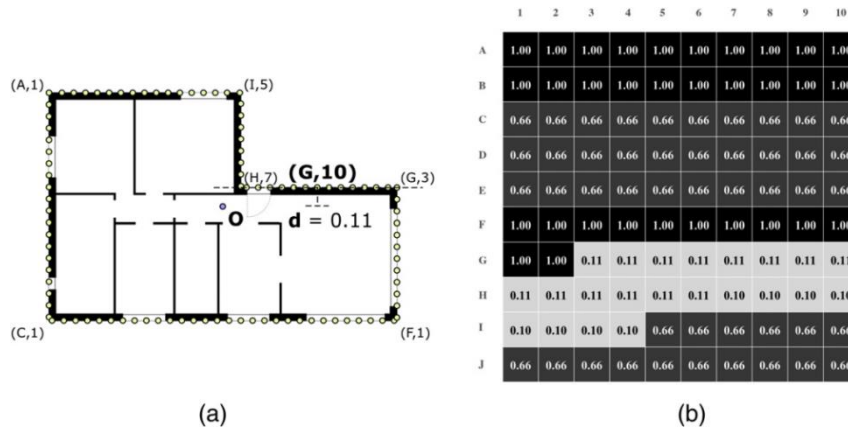 (A,1) (I,5)
(H,7) (G,10) (G,3)
O d = 0.11
(C,1) (F,1)
(a)
1 2 3 4 5 6 7 8 9 10
A 1.00 1.00 1.00 1.00 1.00 1.00 1.00 1.00 1.00 1.00
B 1.00 1.00 1.00 1.00 1.00 1.00 1.00 1.00 1.00 1.00
C 0.66 0.66 0.66 0.66 0.66 0.66 0.66 0.66 0.66 0.66
D 0.66 0.66 0.66 0.66 0.66 0.66 0.66 0.66 0.66 0.66
E 0.66 0.66 0.66 0.66 0.66 0.66 0.66 0.66 0.66 0.66
F 1.00 1.00 1.00 1.00 1.00 1.00 1.00 1.00 1.00 1.00
G 1.00 1.00 0.11 0.11 0.11 0.11 0.11 0.11 0.11 0.11
H 0.11 0.11 0.11 0.11 0.11 0.11 0.10 0.10 0.10 0.10
I 0.10 0.10 0.10 0.10 0.66 0.66 0.66 0.66 0.66 0.66
J 0.66 0.66 0.66 0.66 0.66 0.66 0.66 0.66 0.66 0.66
(b)